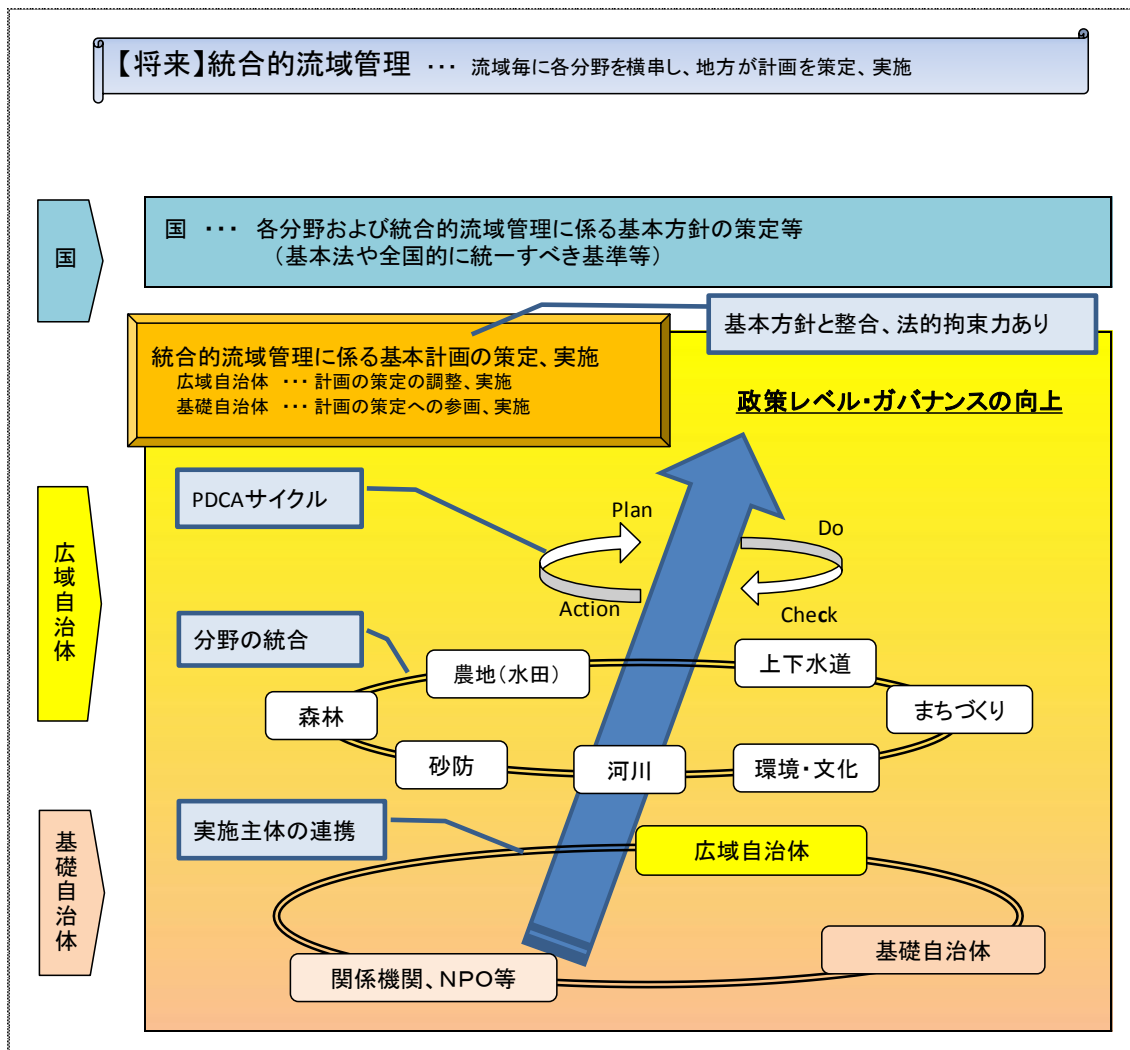 【将来】統合的流域管理 ・・・ 流域毎に各分野を横串し、地方が計画を策定、実施
国
国 ・・・ 各分野および統合的流域管理に係る基本方針の策定等
（基本法や全国的に統一すべき基準等）
基本方針と整合、法的拘束力あり
統合的流域管理に係る基本計画の策定、実施
広域自治体 ・・・ 計画の策定の調整、実施
基礎自治体 ・・・ 計画の策定への参画、実施
政策レベル・ガバナンスの向上
広域自治体
PDCAサイクル
Plan
Do
Action
Check
分野の統合
農地（水田）
上下水道
森林
まちづくり
砂防
河川
環境・文化
基礎自治体
実施主体の連携
広域自治体
基礎自治体
関係機関、ＮＰＯ等